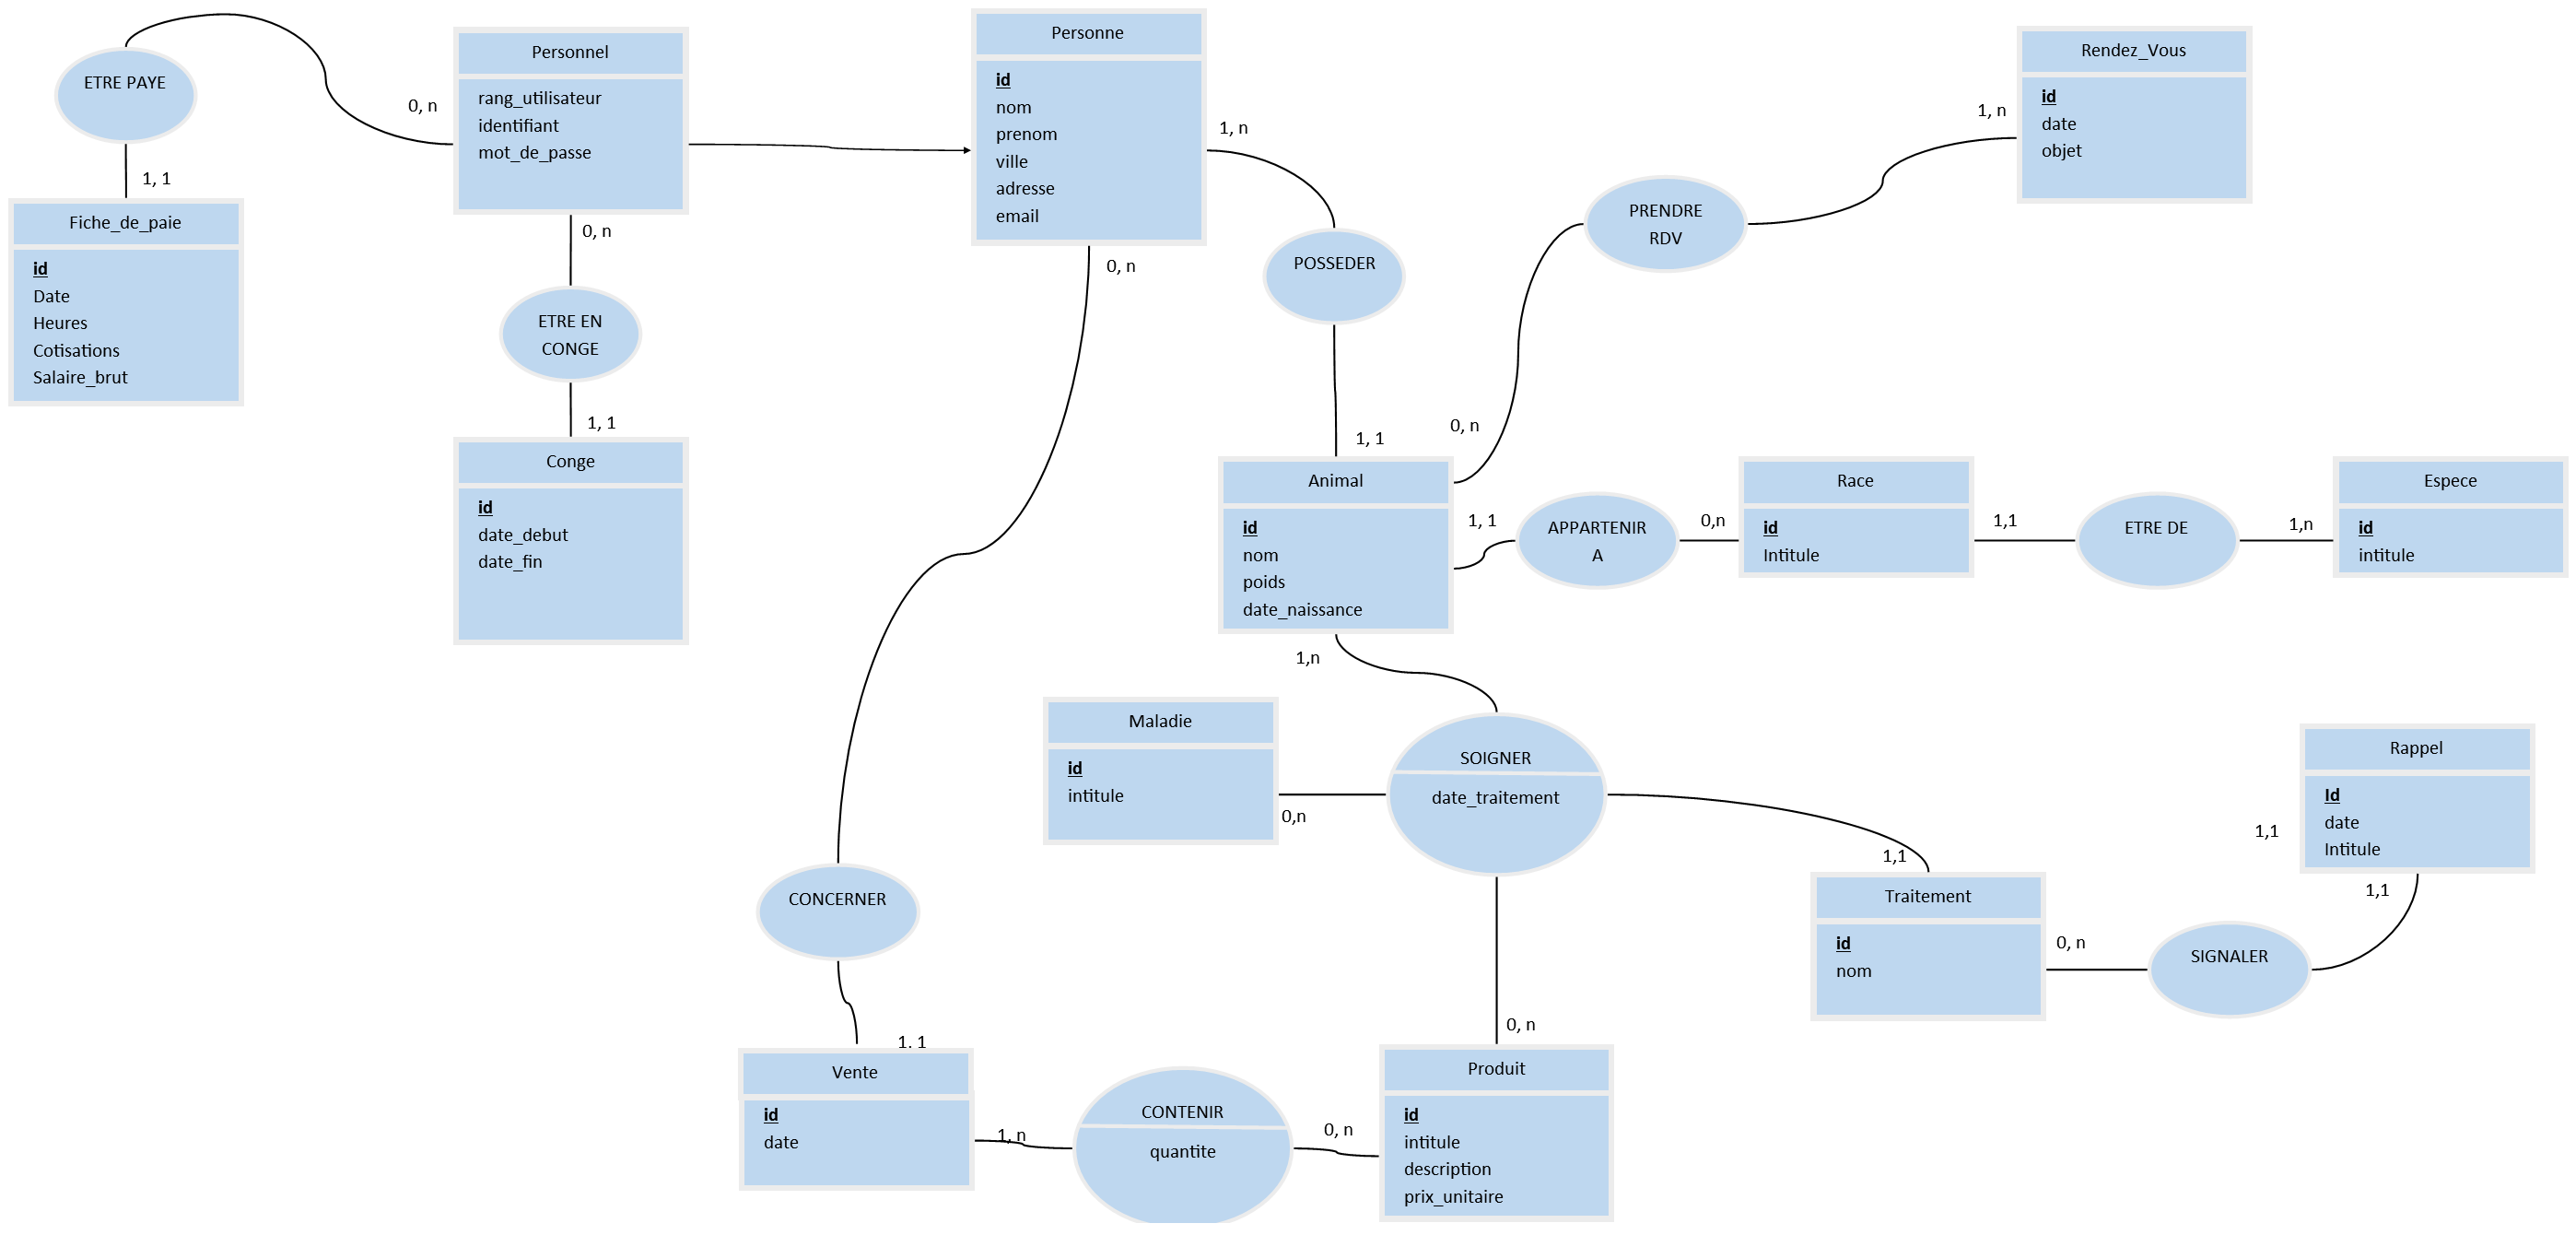 ETRE PAYE
0, n
1, 1
Fiche_de_paie
id
Date
Heures
Cotisations
Salaire_brut
Personnel
rang_utilisateur
identifiant
mot_de_passe
0, n
ETRE EN
CONGE
1, 1
Conge
id
date_debut
date_fin
Personne
id
nom
prenom
ville
adresse
email
1, n
0, n
POSSEDER
1, 1
PRENDRE
RDV
0, n
1, n
Rendez_Vous
id
date
objet
Animal
id
nom
poids
date_naissance
1, 1
APPARTENIR
A
0,n
Race
id
Intitule
1,1
ETRE DE
1,n
Espece
id
intitule
1,n
Maladie
id
intitule
0,n
SOIGNER
date_traitement
1,1
Traitement
id
nom
0, n
SIGNALER
1,1
1,1
Rappel
Id
date
Intitule
CONCERNER
1, 1
Vente
id
date
1, n
CONTENIR
quantite
0, n
0, n
Produit
id
intitule
description
prix_unitaire